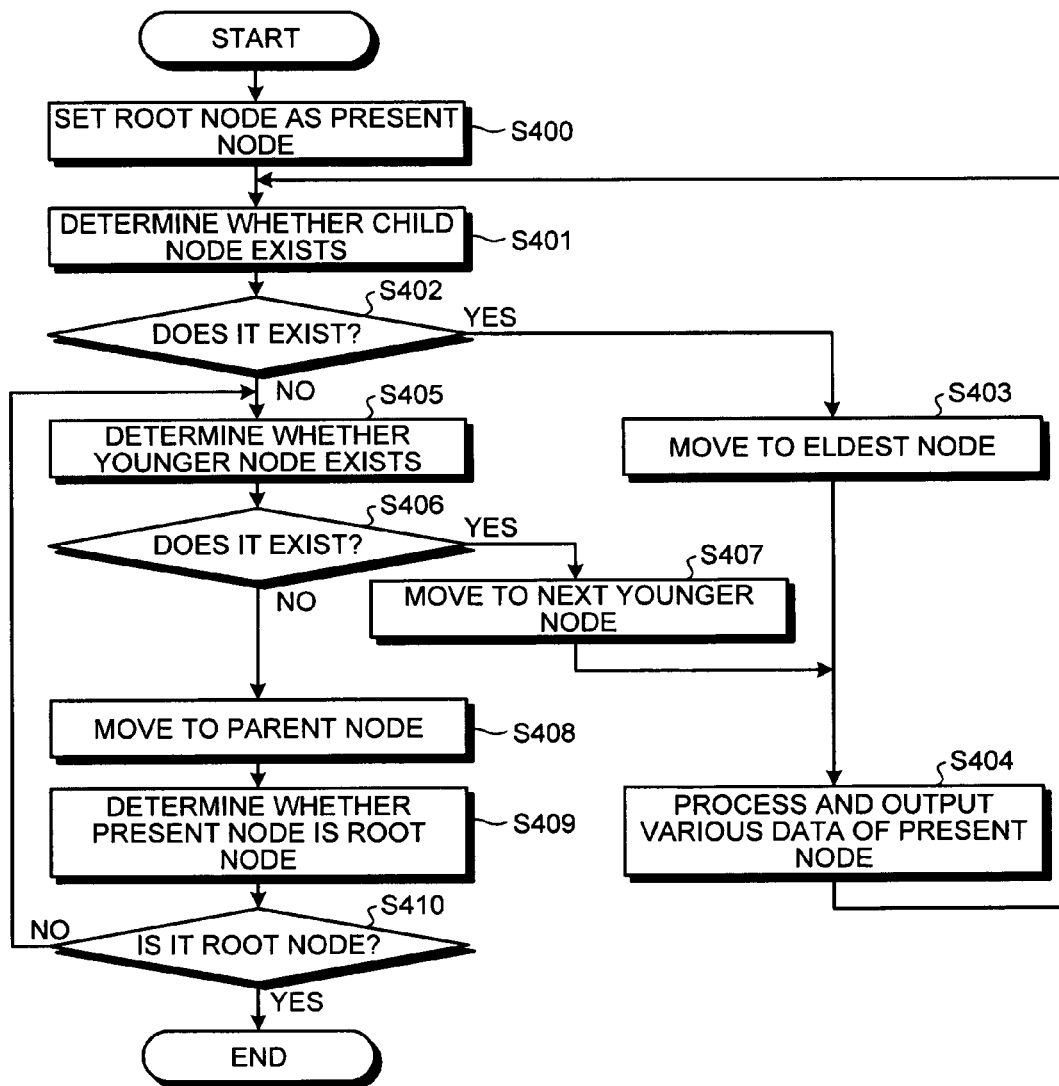 START
SET ROOT NODE AS PRESENT
NODE
S400
DETERMINE WHETHER CHILD
NODE EXISTS
S401
S402
DOES IT EXIST?
YES
NO
S405
DETERMINE WHETHER
YOUNGER NODE EXISTS
S403
MOVE TO ELDEST NODE
S406
DOES IT EXIST?
YES
NO
S407
MOVE TO NEXT YOUNGER
NODE
MOVE TO PARENT NODE
S408
S404
PROCESS AND OUTPUT
VARIOUS DATA OF PRESENT
NODE
DETERMINE WHETHER
PRESENT NODE IS ROOT
NODE
S409
S410
NO
IS IT ROOT NODE?
YES
END